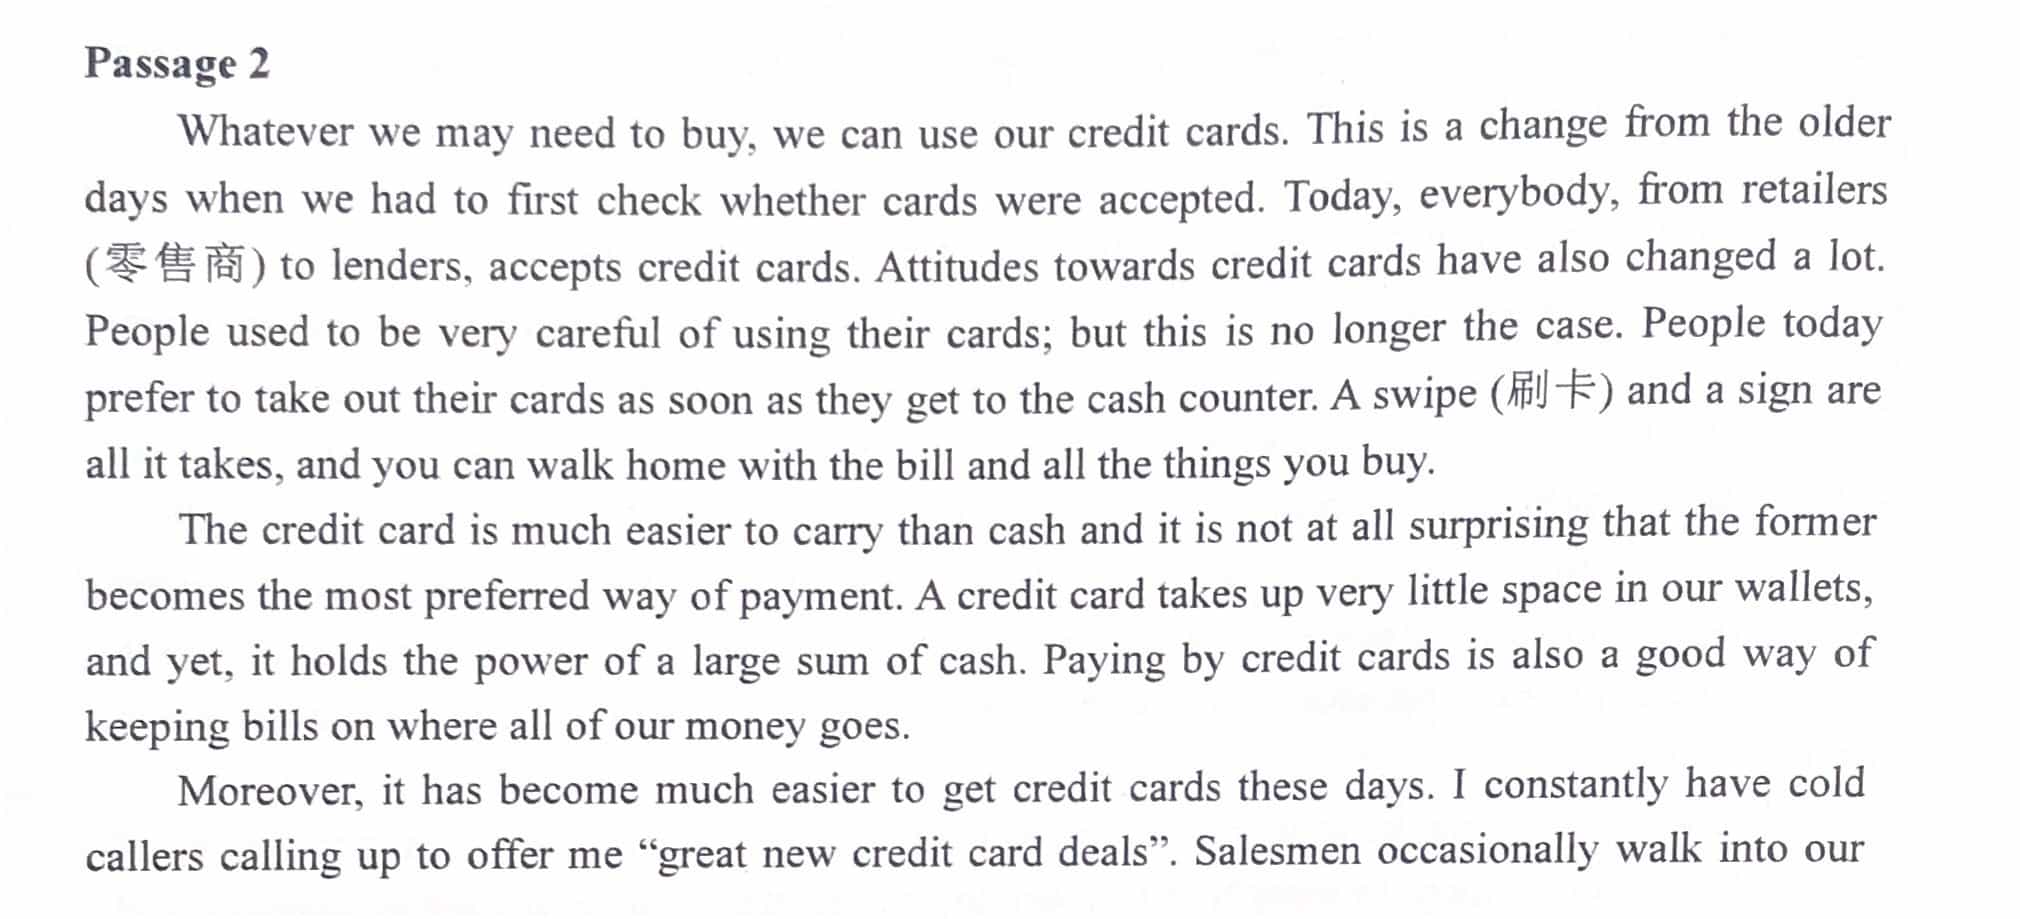 Passage 2
Whatever we may need to buy, we can use our credit cards. This is a change from the older
days when we had to first check whether cards were accepted. Today, everybody, from retailers
(零售商) to lenders, accepts credit cards. Attitudes towards credit cards have also changed a lot.
People used to be very careful of using their cards; but this is no longer the case. People today
prefer to take out their cards as soon as they get to the cash counter. A swipe (刷卡) and a sign are
all it takes, and you can walk home with the bill and all the things you buy.
The credit card is much easier to carry than cash and it is not at all surprising that the former
becomes the most preferred way of payment. A credit card takes up very little space in our wallets,
and yet, it holds the power of a large sum of cash. Paying by credit cards is also a good way of
keeping bills on where all of our money goes.
Moreover, it has become much easier to get credit cards these days. I constantly have cold
callers calling up to offer me “great new credit card deals”. Salesmen occasionally walk into our